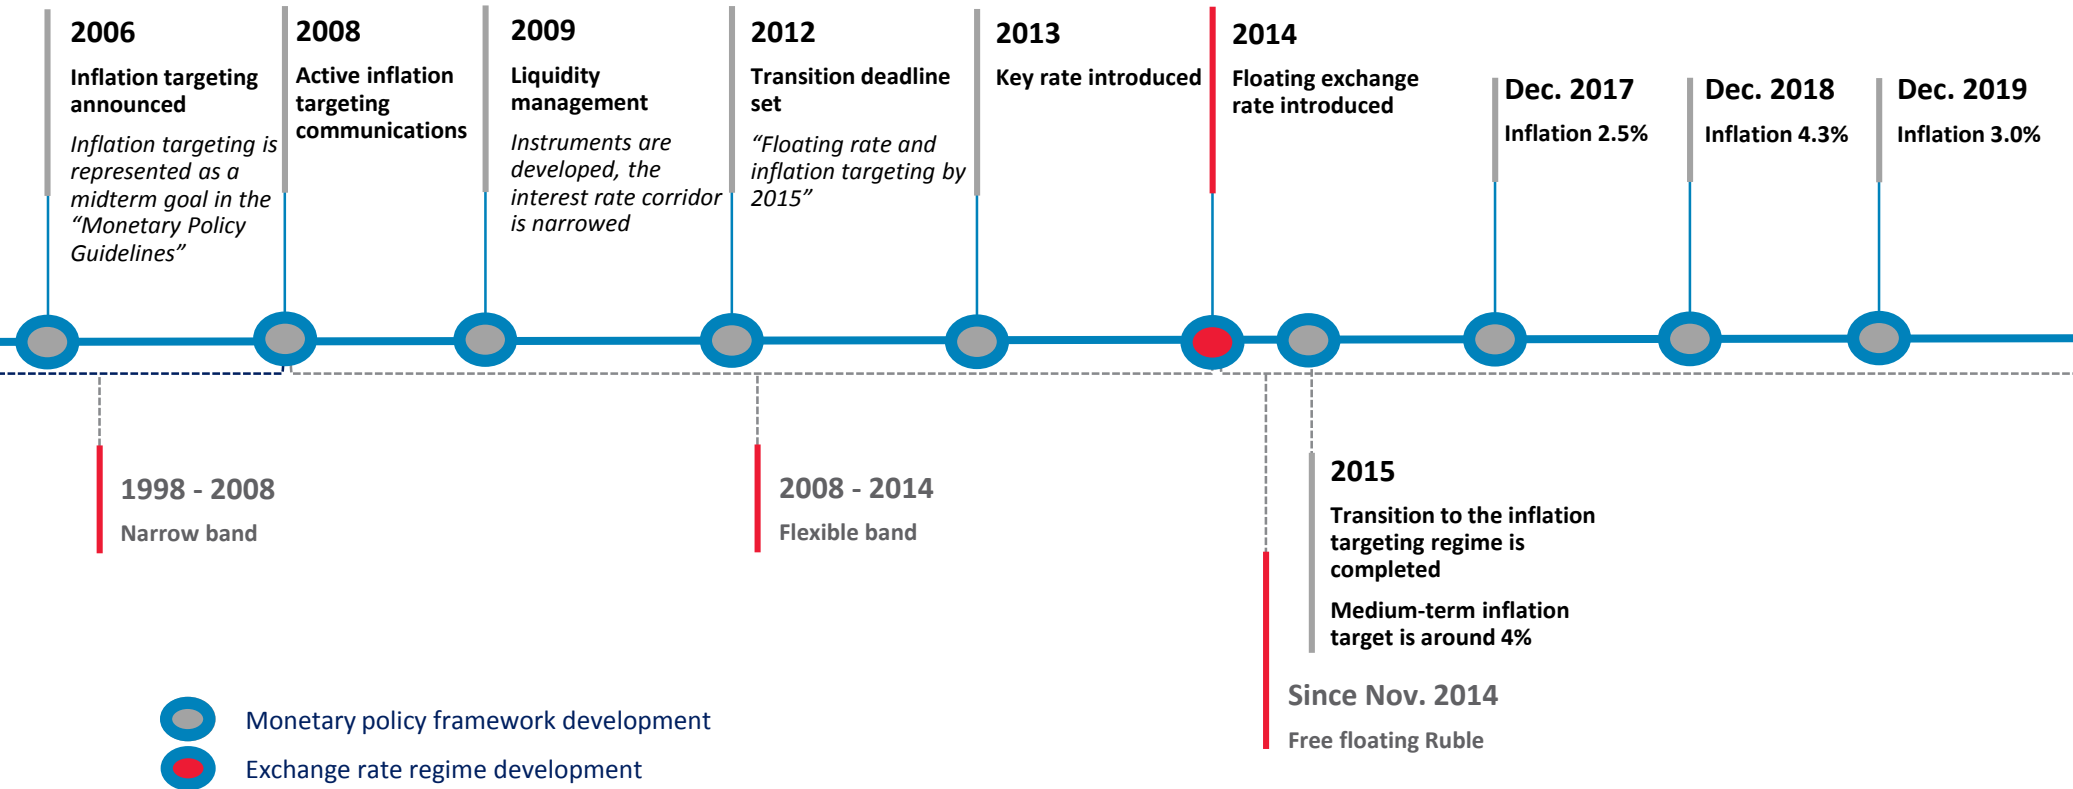 2006
Inflation targeting
announced
Inflation targeting is
represented as a
midterm goal in the
“Monetary Policy
Guidelines”
2008
Active inflation
targeting
communications
2009
Liquidity
management
Instruments are
developed, the
interest rate corridor
is narrowed
2012
Transition deadline
set
“Floating rate and
inflation targeting by
2015”
2013
Key rate introduced
2014
Floating exchange
rate introduced
Dec. 2017
Inflation 2.5%
Dec. 2018
Inflation 4.3%
Dec. 2019
Inflation 3.0%
1998 - 2008
Narrow band
2008 - 2014
Flexible band
2015
Transition to the inflation
targeting regime is
completed
Medium-term inflation
target is around 4%
Since Nov. 2014
Free floating Ruble
Monetary policy framework development
Exchange rate regime development